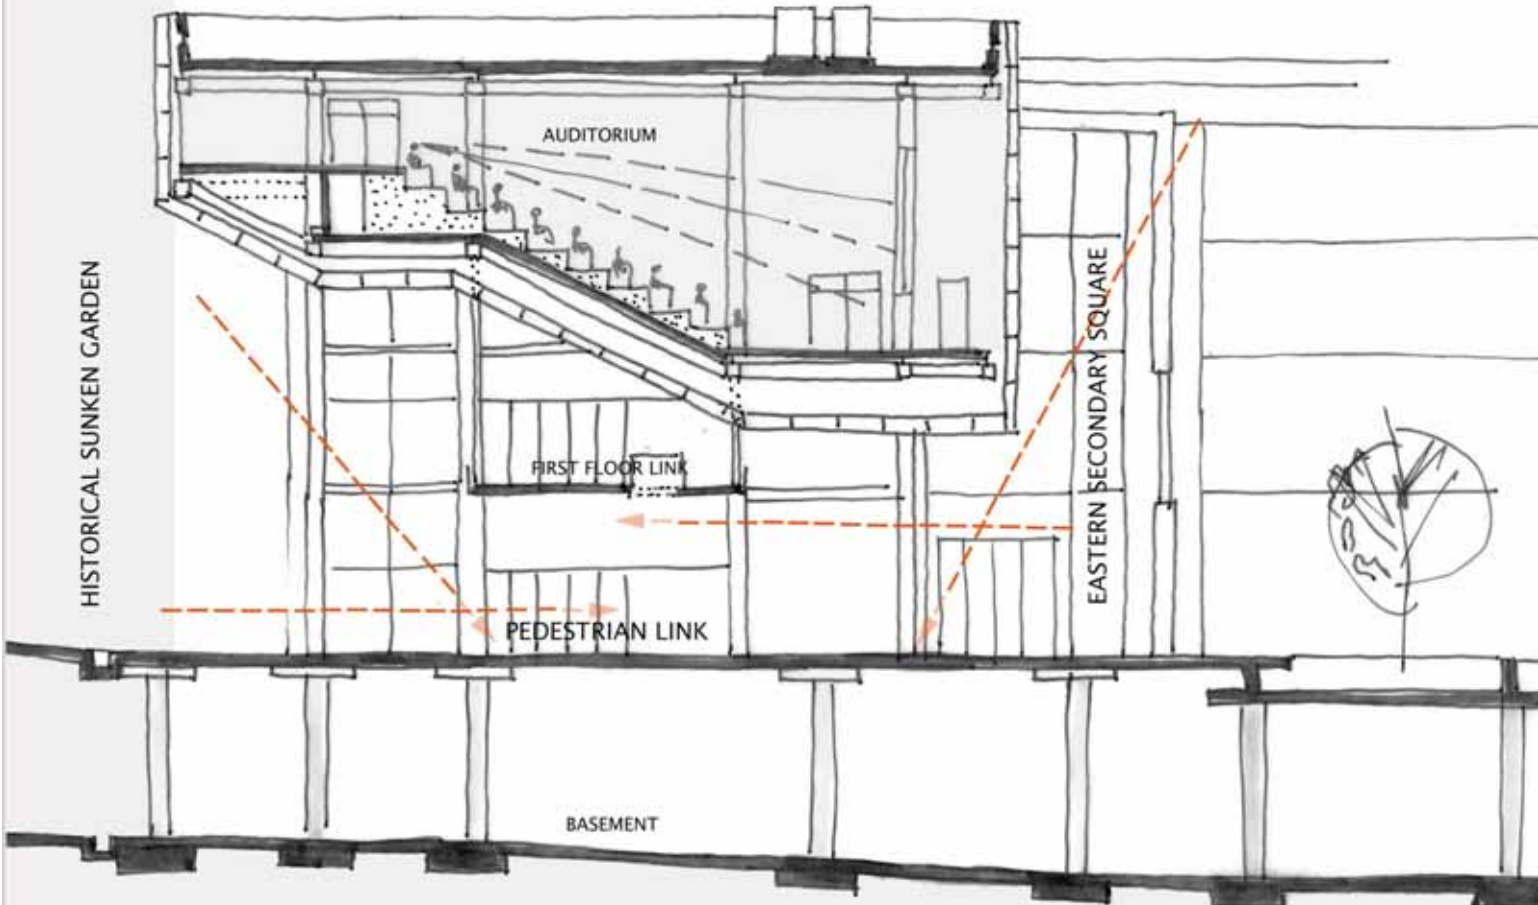 AUDITORIUM
HISTORICAL SUNKEN GARDEN
EASTERN SECONDARY SQUARE
FIRST FLOOR LINK
PEDESTRIAN LINK
BASEMENT